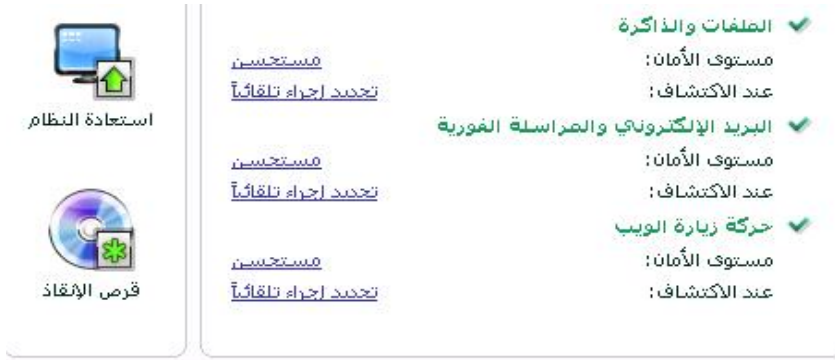 الملفات والذاكرة
مستوى الأمان: مستحسن
عند الاكتشاف: تحديد إجراء تلقائياً
البريد الإلكتروني والمراسلة الفورية
مستوى الأمان: مستحسن
عند الاكتشاف: تحديد إجراء تلقائياً
حركة زيارة الويب
مستوى الأمان: مستحسن
عند الاكتشاف: تحديد إجراء تلقائياً
استعادة النظام
قرص الإنقاذ